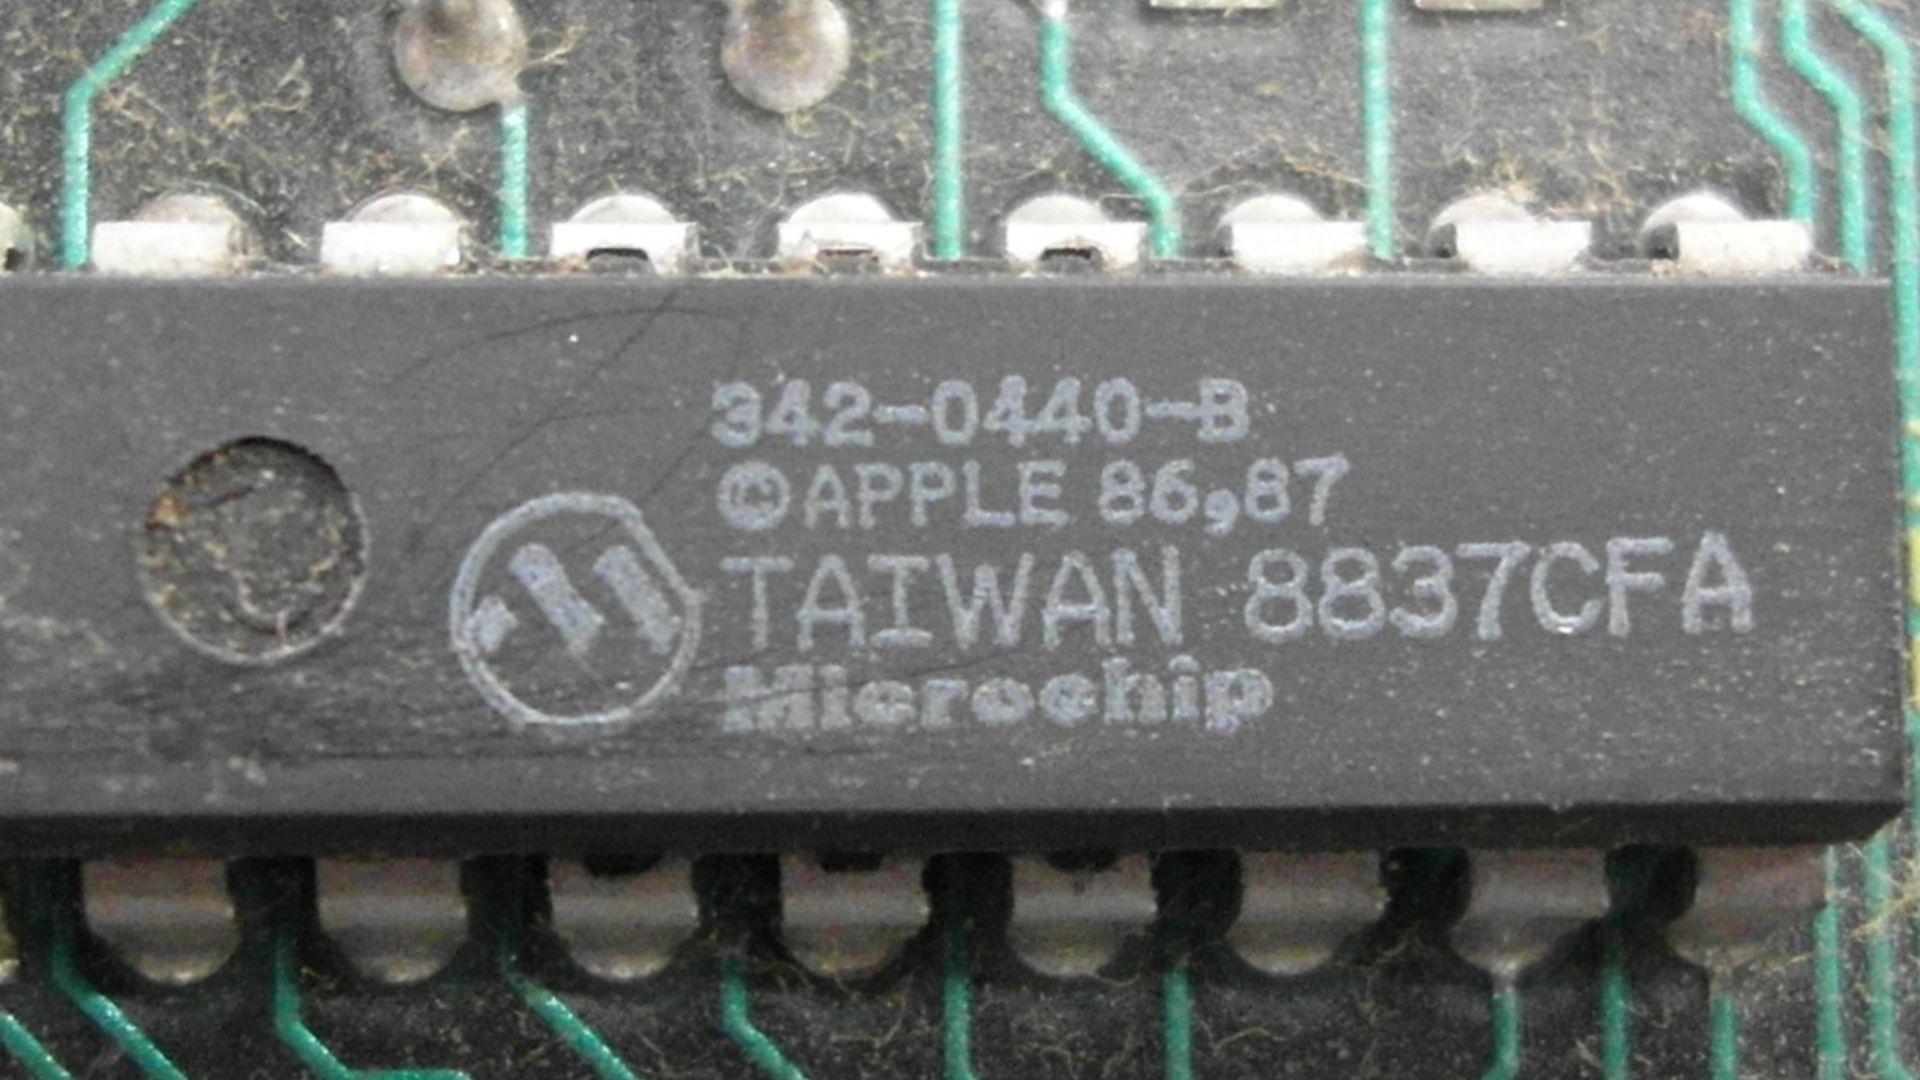 342-0440-B
©APPLE 86,87
TAIWAN 8837CFA
Microchip